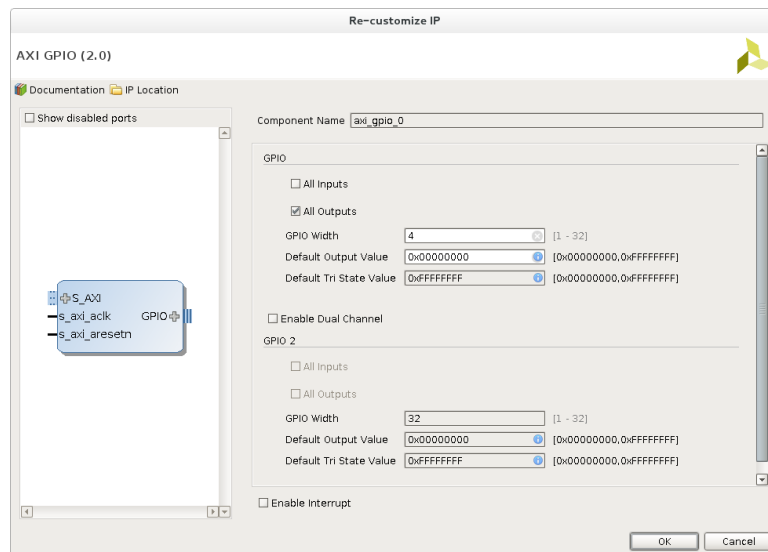 Re-customize IP
AXI GPIO (2.0)
Documentation IP Location
Show disabled ports
S_AXI
s_axi_aclk GPIO
s_axi_aresetn
Component Name axi_gpio_0
GPIO
All Inputs
All Outputs
GPIO Width 4 [1 - 32]
Default Output Value 0x00000000 [0x00000000,0xFFFFFFFF]
Default Tri State Value 0xFFFFFFFF [0x00000000,0xFFFFFFFF]
Enable Dual Channel
GPIO 2
All Inputs
All Outputs
GPIO Width 32 [1 - 32]
Default Output Value 0x00000000 [0x00000000,0xFFFFFFFF]
Default Tri State Value 0xFFFFFFFF [0x00000000,0xFFFFFFFF]
Enable Interrupt
OK Cancel